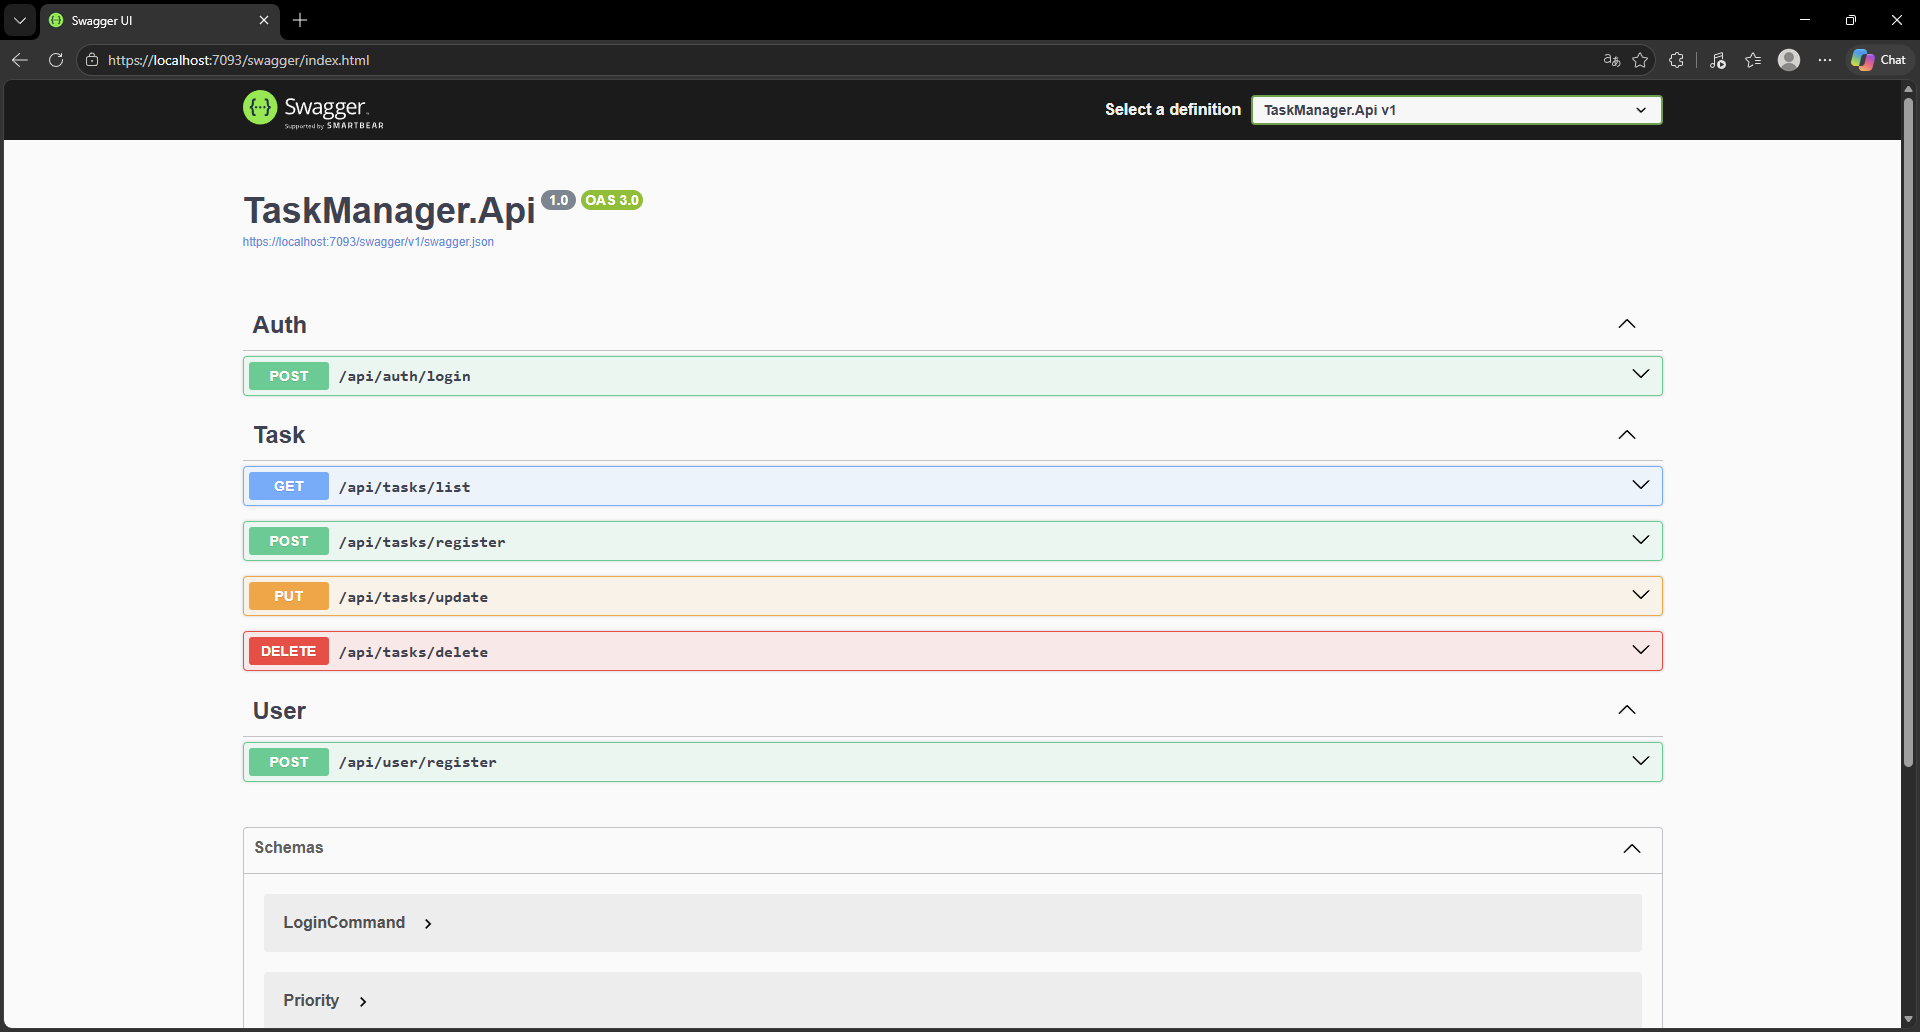 Swagger UI
https://localhost:7093/swagger/index.html
Chat
{···} Swagger.
Supported by SMARTBEAR
Select a definition
TaskManager.Api v1
TaskManager.Api 1.0 OAS 3.0
https://localhost:7093/swagger/v1/swagger.json
Auth
POST /api/auth/login
Task
GET /api/tasks/list
POST /api/tasks/register
PUT /api/tasks/update
DELETE /api/tasks/delete
User
POST /api/user/register
Schemas
LoginCommand
Priority